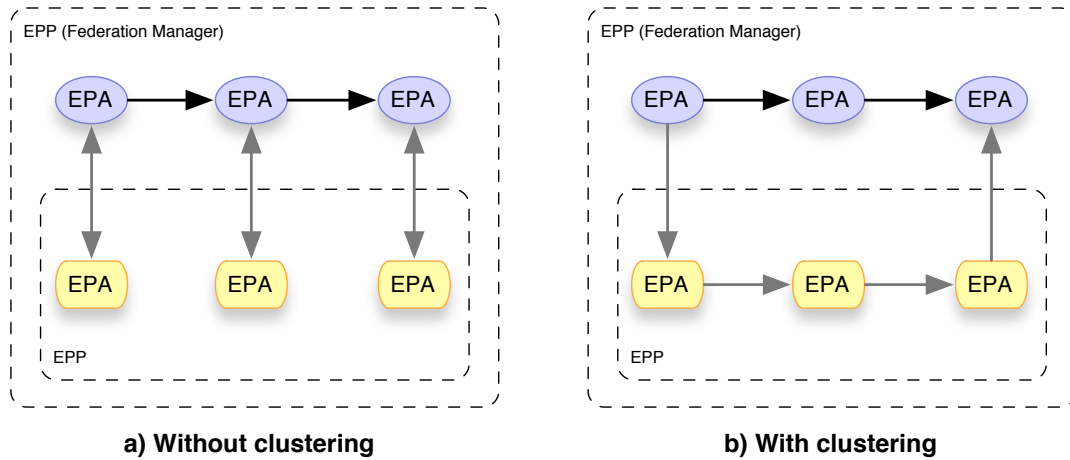 EPP (Federation Manager)
EPA EPA EPA
EPA EPA EPA
EPP
a) Without clustering
EPP (Federation Manager)
EPA EPA EPA
EPA EPA EPA
EPP
b) With clustering